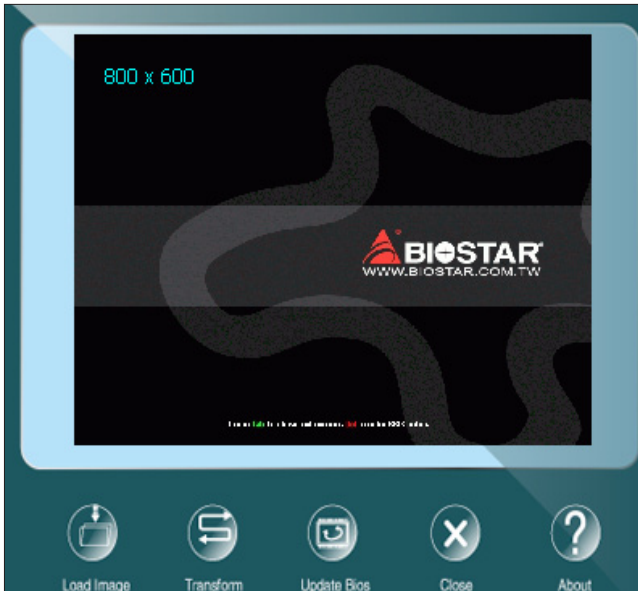 800 x 600
BIOSTAR
WWW.BIOSTAR.COM.TW
Load Image
Transform
Update Bios
Close
About